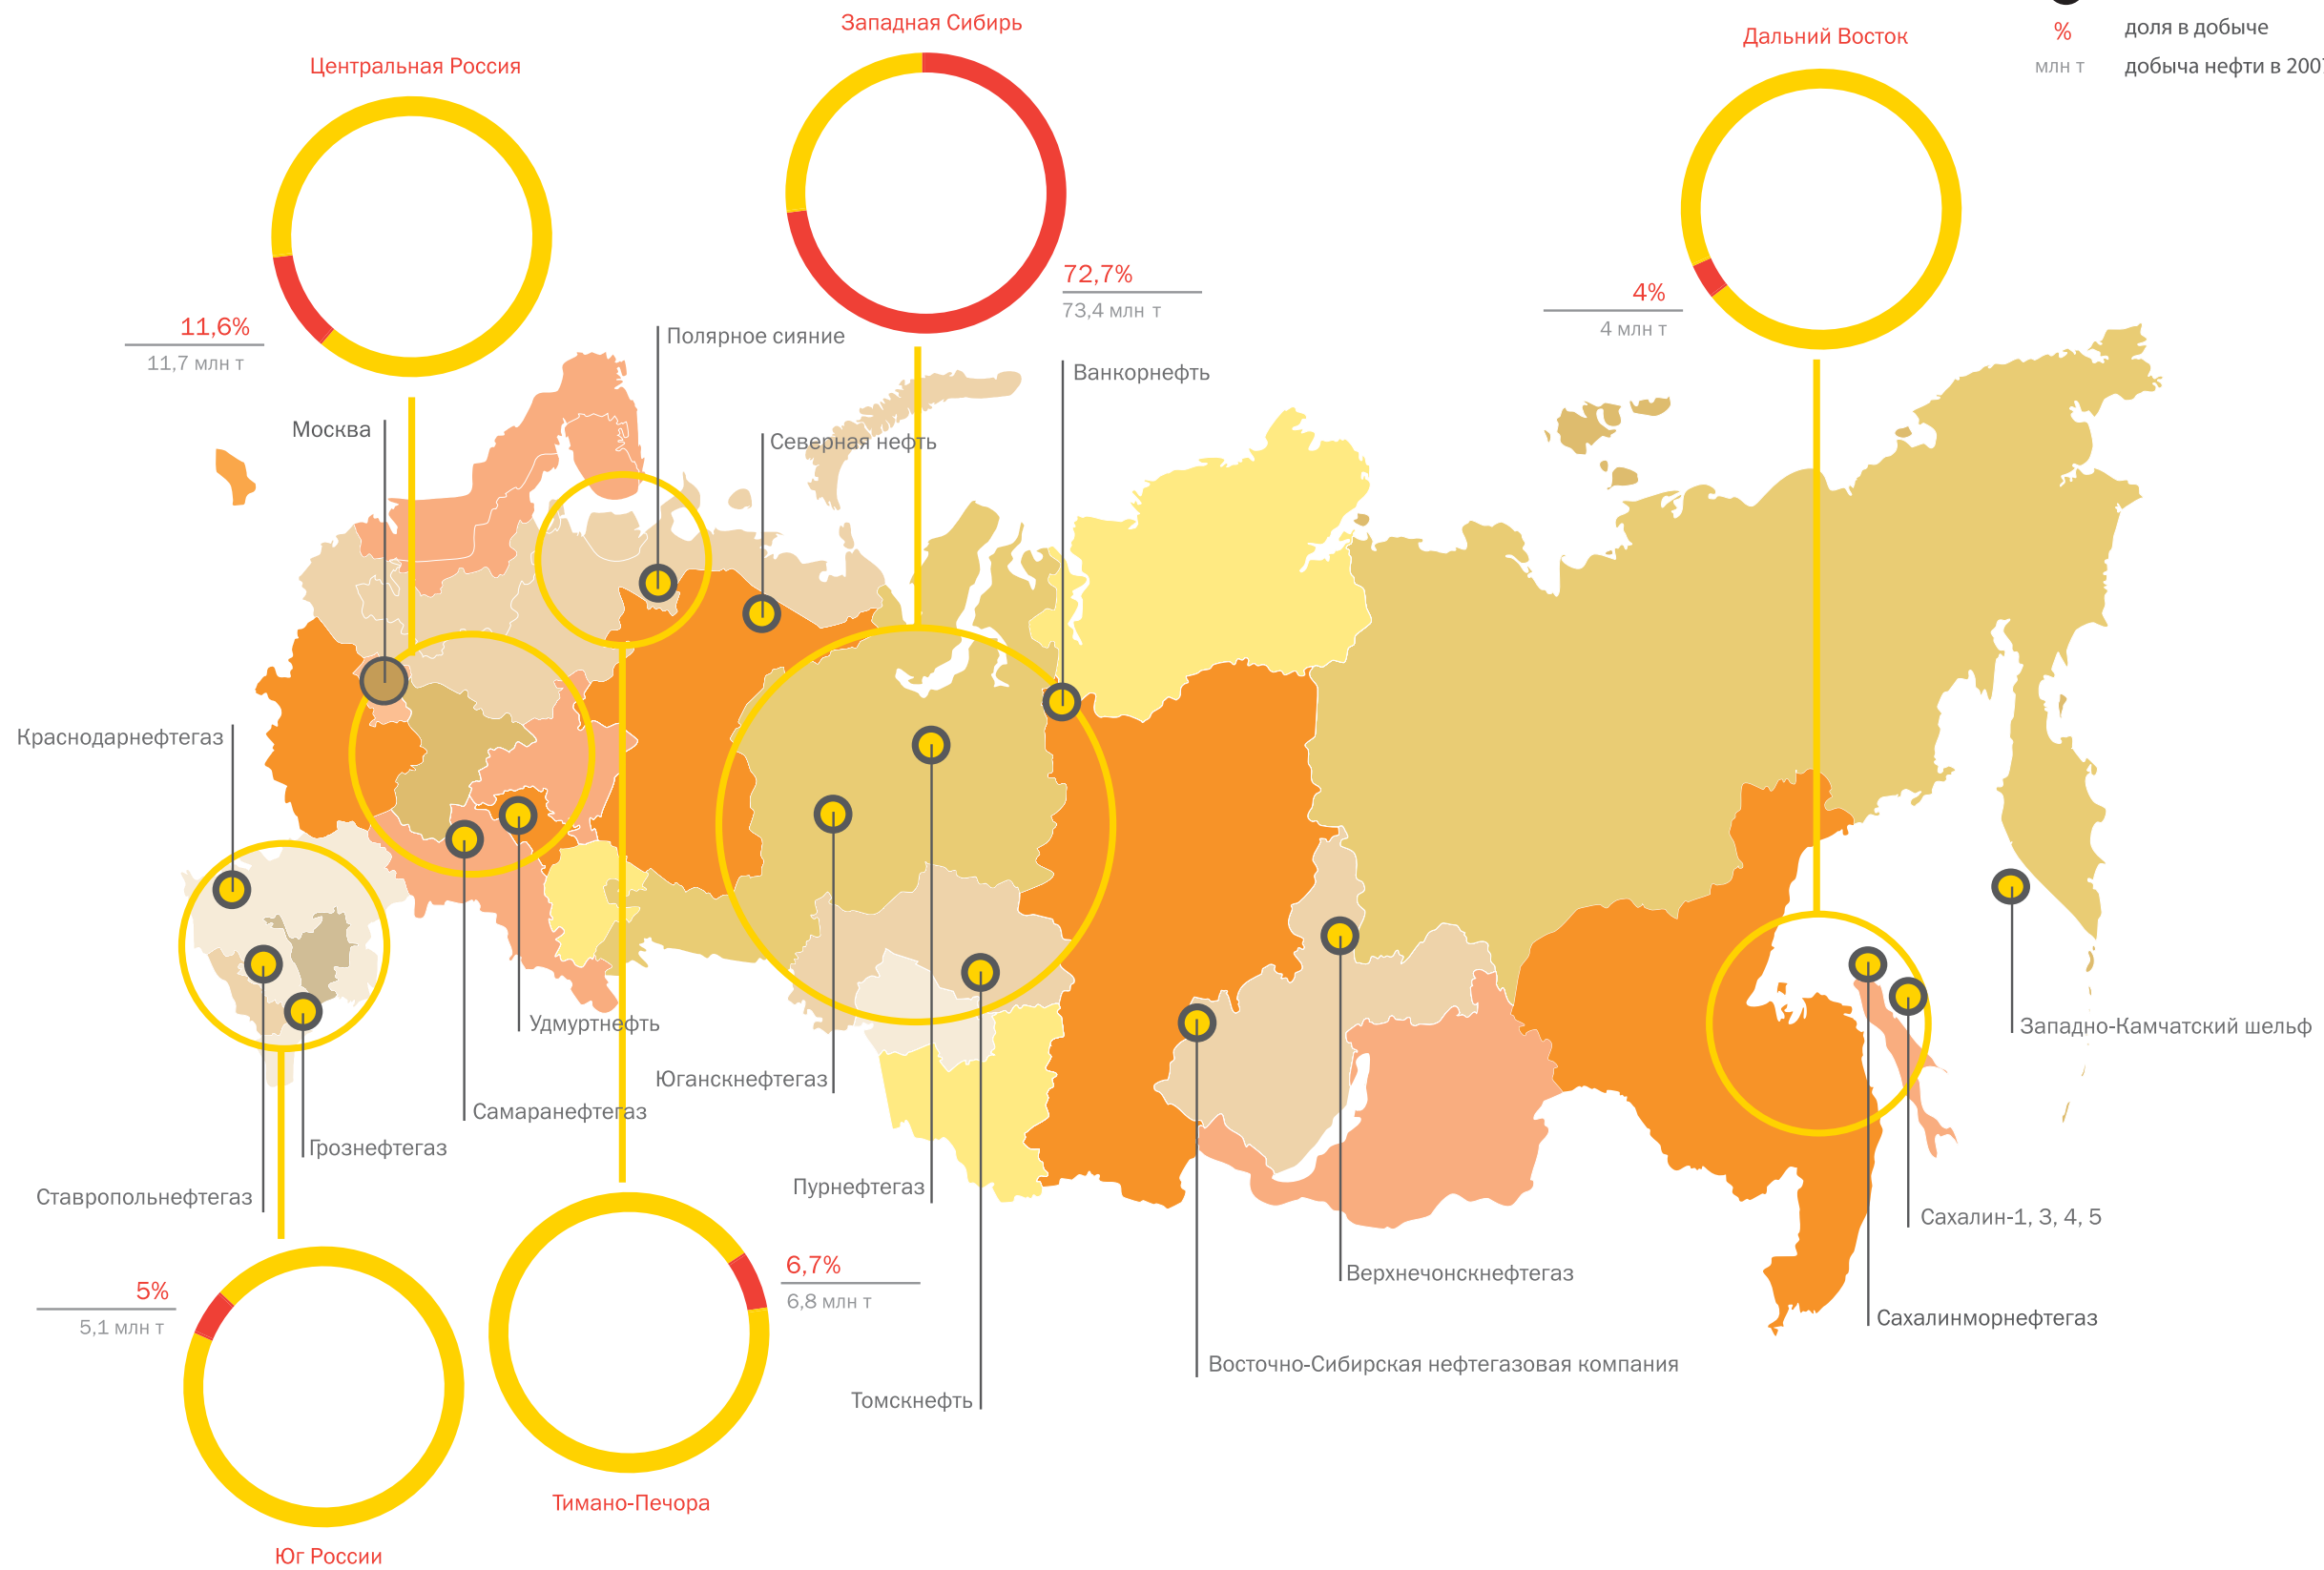 Западная Сибирь
Дальний Восток
% доля в добыче
Центральная Россия
млн т добыча нефти в 200
72,7%
73,4 млн т
4%
4 млн т
11,6%
11,7 млн т
Полярное сияние
Ванкорнефть
Москва
Северная нефть
Краснодарнефтегаз
Удмуртнефть
Западно-Камчатский шельф
Юганскнефтегаз
Самаранефтегаз
Грознефтегаз
Пурнефтегаз
Ставропольнефтегаз
Сахалин-1, 3, 4, 5
6,7%
6,8 млн т
Верхнечонскнефтегаз
5%
5,1 млн т
Сахалинморнефтегаз
Восточно-Сибирская нефтегазовая компания
Томскнефть
Тимано-Печора
Юг России